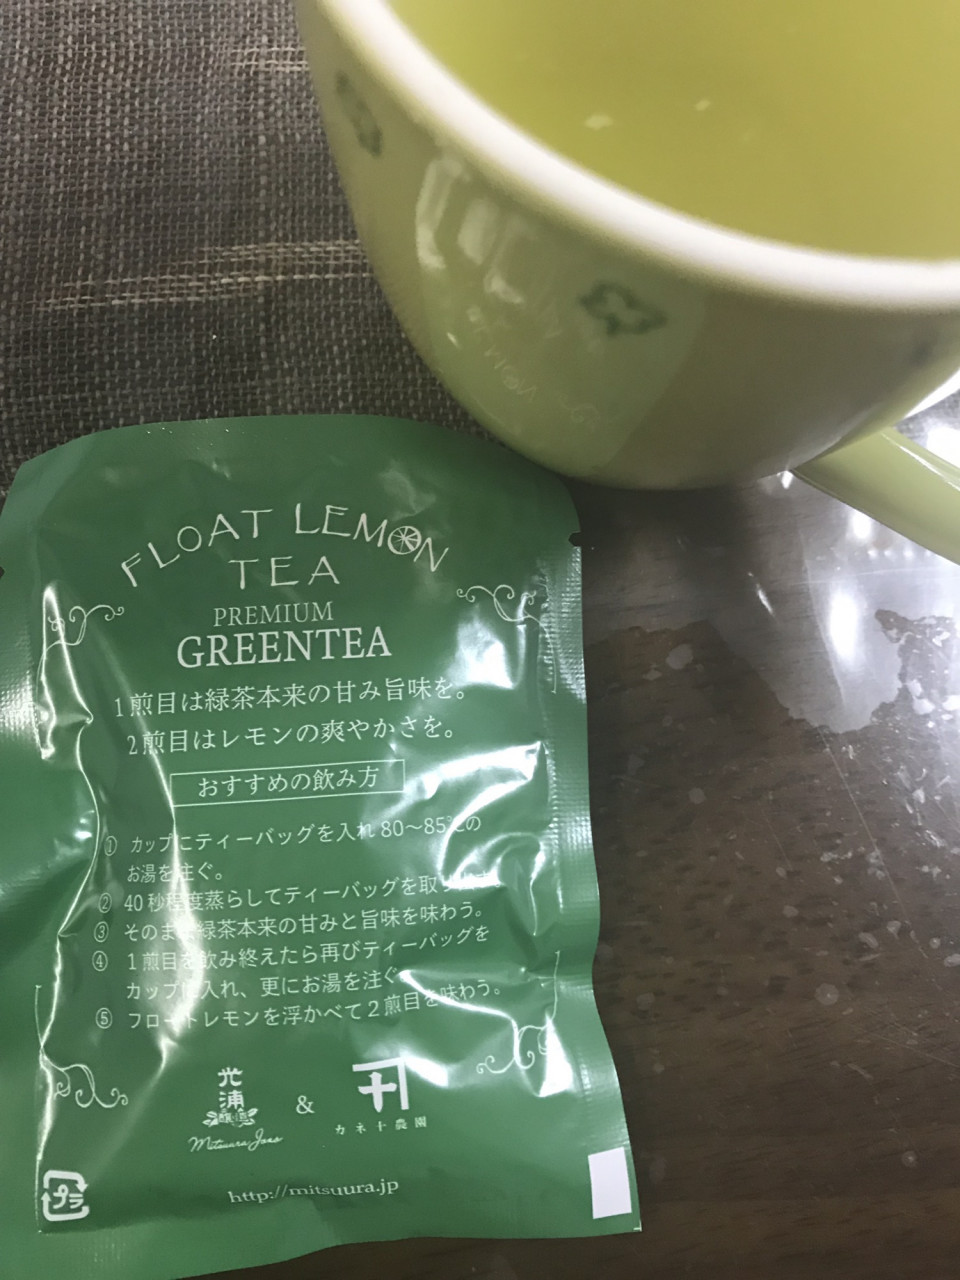 FLOAT LEMON
TEA
PREMIUM
GREENTEA
1煎目は緑茶本来の甘み旨味を。
2煎目はレモンの爽やかさを。
おすすめの飲み方
① カップにティーバッグを入れ 80～85℃の
お湯を注ぐ。
② 40秒程度蒸らしてティーバッグを取り
③ そのまま緑茶本来の甘みと旨味を味わう。
④ 1煎目を飲み終えたら再びティーバッグを
カップに入れ、更にお湯を注ぐ。
⑤ フロートレモンを浮かべて2煎目を味わう。
光浦
醸造
Mitsuura Jozo
&
カネ十農園
http://mitsuura.jp
プラ